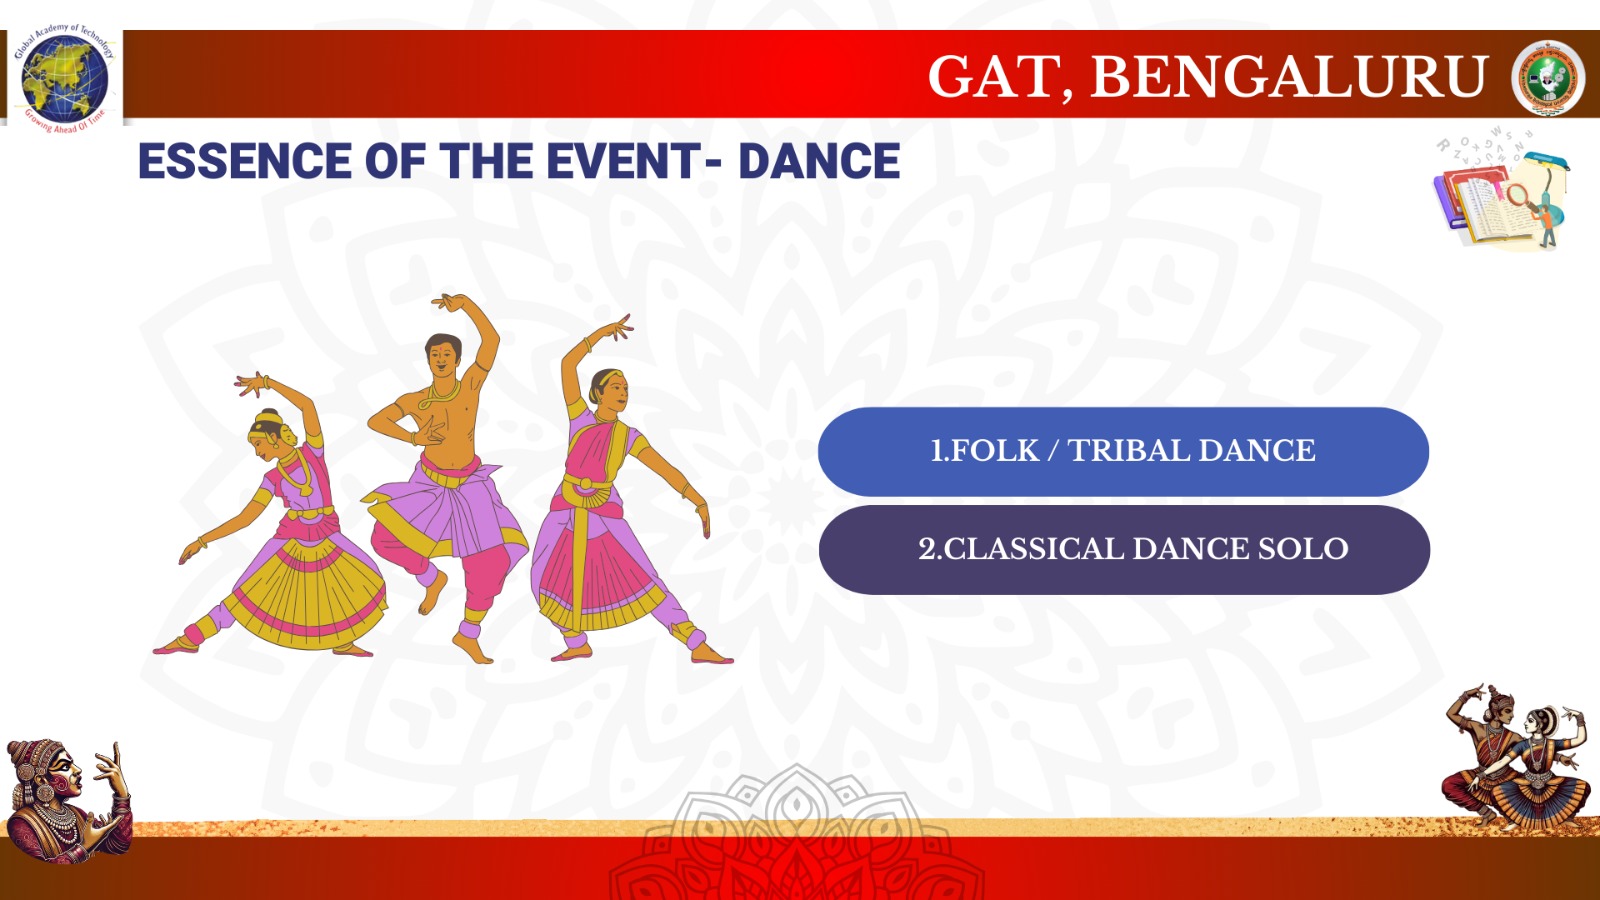 Global Academy of Technology
Growing Ahead Of Time
GAT, BENGALURU
ESSENCE OF THE EVENT- DANCE
1.FOLK / TRIBAL DANCE
2.CLASSICAL DANCE SOLO